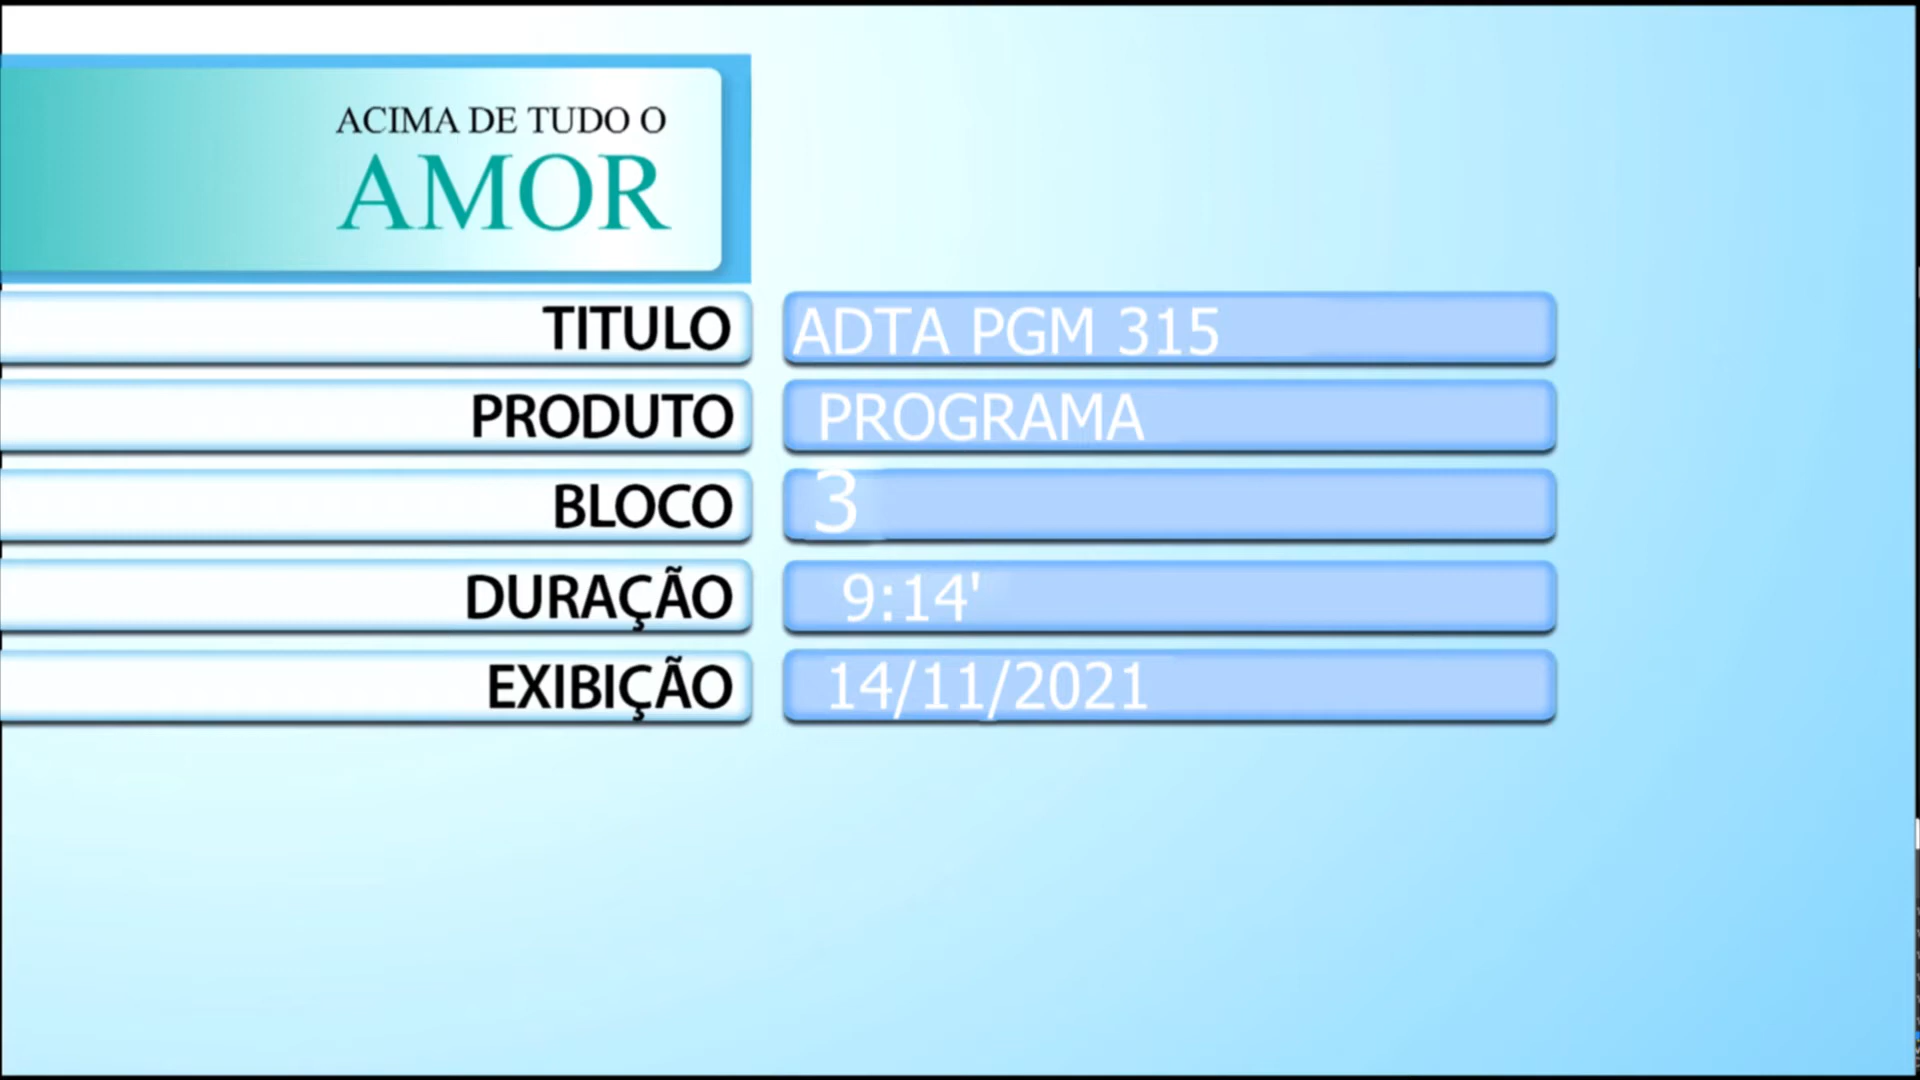 ACIMA DE TUDO O
AMOR
TITULO ADTA PGM 315
PRODUTO PROGRAMA
BLOCO 3
DURAÇÃO 9:14'
EXIBIÇÃO 14/11/2021